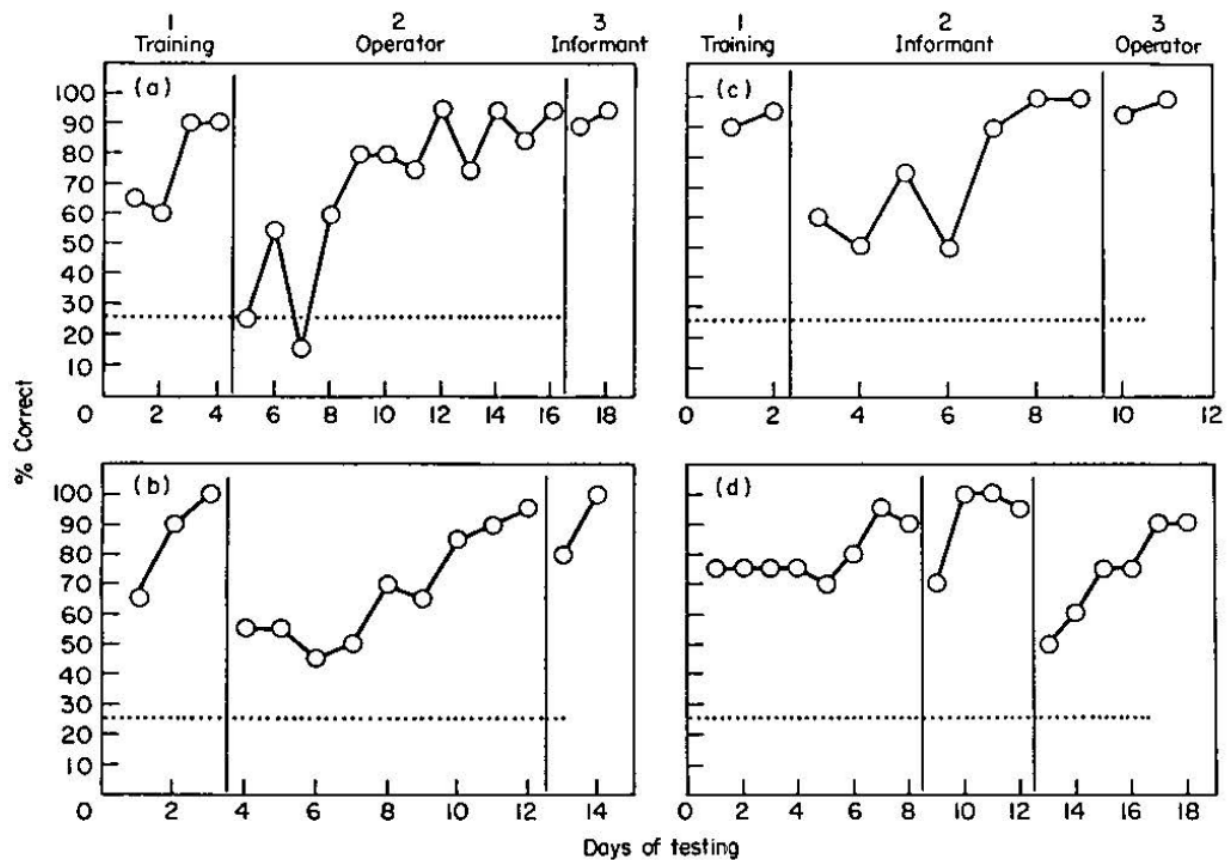 1 2 3 1 2 3
Training Operator Informant Training Informant Operator
(a) (c)
100
90
80
70
60
50
40
30
20
10
0 2 4 6 8 10 12 14 16 18 0 2 4 6 8 10 12
% Correct
(b) (d)
100
90
80
70
60
50
40
30
20
10
0 2 4 6 8 10 12 14 0 2 4 6 8 10 12 14 16 18
Days of testing